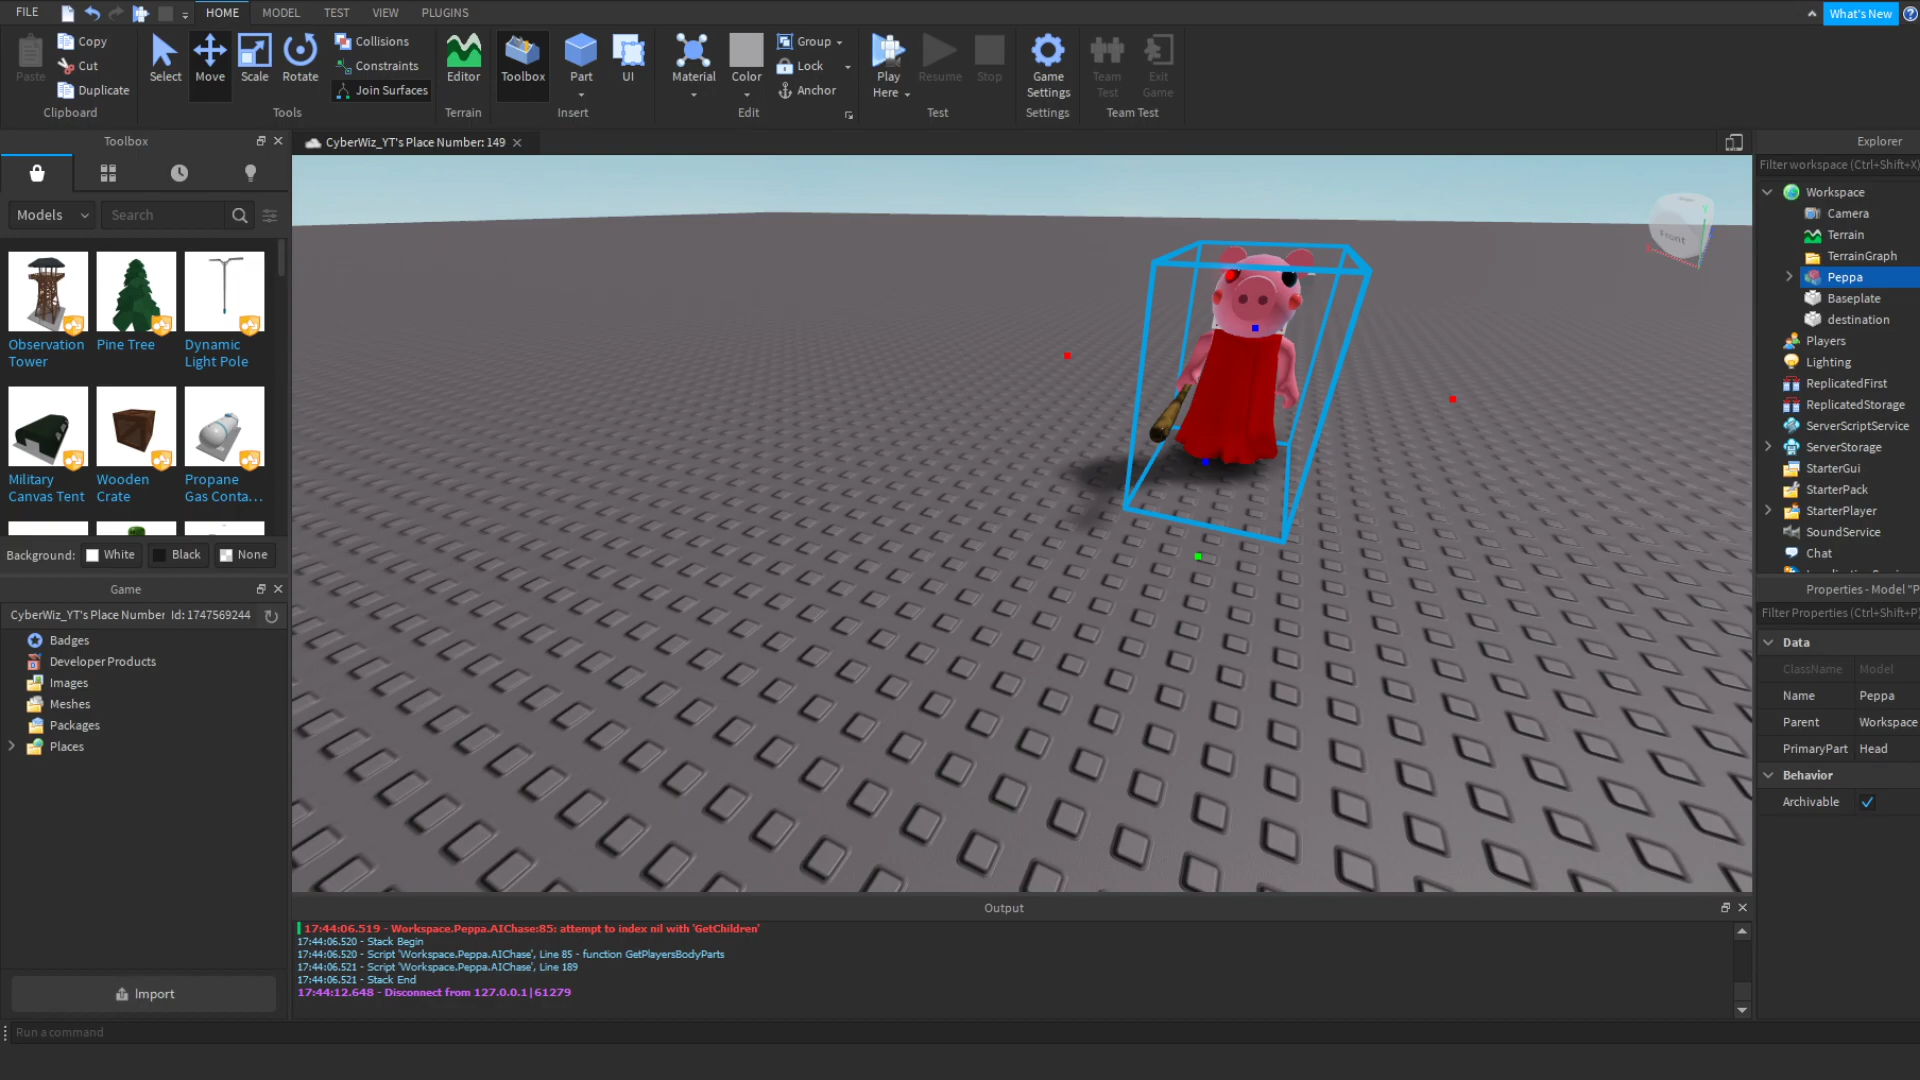 FILE
HOME
MODEL
TEST
VIEW
PLUGINS
What's New
Paste
Copy
Cut
Duplicate
Clipboard
Select
Move
Scale
Rotate
Collisions
Constraints
Join Surfaces
Tools
Editor
Terrain
Toolbox
Part
UI
Insert
Material
Color
Group
Lock
Anchor
Edit
Play Here
Resume
Stop
Test
Game Settings
Settings
Team Test
Exit Game
Team Test
Toolbox
Models
Search
Observation Tower
Pine Tree
Dynamic Light Pole
Military Canvas Tent
Wooden Crate
Propane Gas Conta...
Background:
White
Black
None
Game
CyberWiz_YT's Place Number
Id: 1747569244
Badges
Developer Products
Images
Meshes
Packages
Places
Import
CyberWiz_YT's Place Number: 149
Front
Output
17:44:06.519 - Workspace.Peppa.AIChase:85: attempt to index nil with 'GetChildren'
17:44:06.520 - Stack Begin
17:44:06.520 - Script 'Workspace.Peppa.AIChase', Line 85 - function GetPlayersBodyParts
17:44:06.521 - Script 'Workspace.Peppa.AIChase', Line 189
17:44:06.521 - Stack End
17:44:12.648 - Disconnect from 127.0.0.1|61279
Run a command
Explorer
Filter workspace (Ctrl+Shift+X)
Workspace
Camera
Terrain
TerrainGraph
Peppa
Baseplate
destination
Players
Lighting
ReplicatedFirst
ReplicatedStorage
ServerScriptService
ServerStorage
StarterGui
StarterPack
StarterPlayer
SoundService
Chat
Properties - Model "P
Filter Properties (Ctrl+Shift+P)
Data
ClassName Model
Name Peppa
Parent Workspace
PrimaryPart Head
Behavior
Archivable